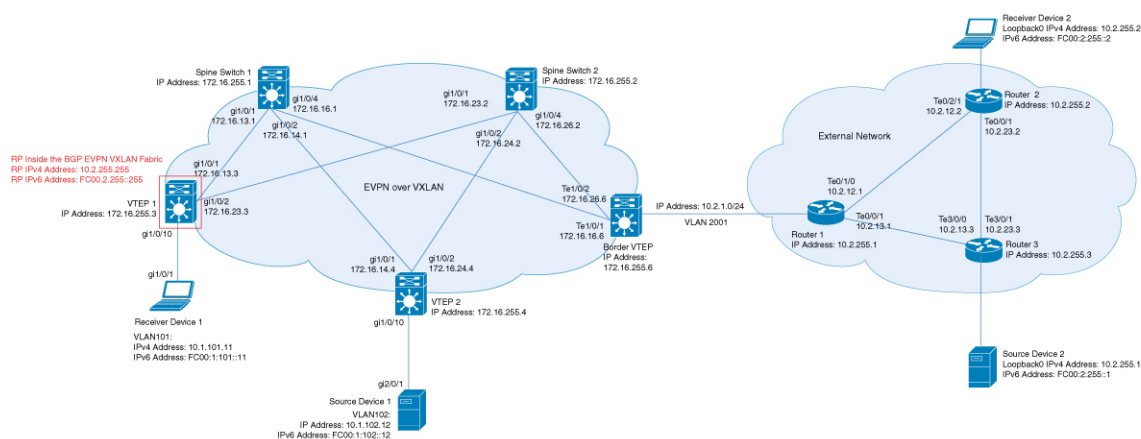 Receiver Device 2
Loopback0 IPv4 Address: 10.2.255.2
IPv6 Address: FC00:2:255::2
Spine Switch 1
IP Address: 172.16.255.1
Spine Switch 2
IP Address: 172.16.255.2
gi1/0/4
172.16.16.1
gi1/0/1
172.16.13.1
gi1/0/2
172.16.14.1
gi1/0/1
172.16.23.2
gi1/0/4
172.16.26.2
gi1/0/2
172.16.24.2
Router 2
IP Address: 10.2.255.2
Te0/2/1
10.2.12.2
Te0/0/1
10.2.23.2
External Network
RP Inside the BGP EVPN VXLAN Fabric
RP IPv4 Address: 10.2.255.255
RP IPv6 Address: FC00.2.255::255
gi1/0/1
172.16.13.3
EVPN over VXLAN
gi1/0/2
172.16.23.3
VTEP 1
IP Address: 172.16.255.3
gi1/0/10
Te1/0/2
172.16.26.6
Te1/0/1
172.16.16.6
Border VTEP
IP Address:
172.16.255.6
IP Address: 10.2.1.0/24
VLAN 2001
Te0/1/0
10.2.12.1
Te0/0/1
10.2.13.1
Router 1
IP Address: 10.2.255.1
Te3/0/0
10.2.13.3
Te3/0/1
10.2.23.3
Router 3
IP Address: 10.2.255.3
gi1/0/1
172.16.14.4
gi1/0/2
172.16.24.4
VTEP 2
IP Address: 172.16.255.4
gi1/0/10
gi1/0/1
Receiver Device 1
VLAN101:
IPv4 Address: 10.1.101.11
IPv6 Address: FC00:1:101::11
gi2/0/1
Source Device 1
VLAN102:
IP Address: 10.1.102.12
IPv6 Address: FC00:1:102::12
Source Device 2
Loopback0 IPv4 Address: 10.2.255.1
IPv6 Address: FC00:2:255::1